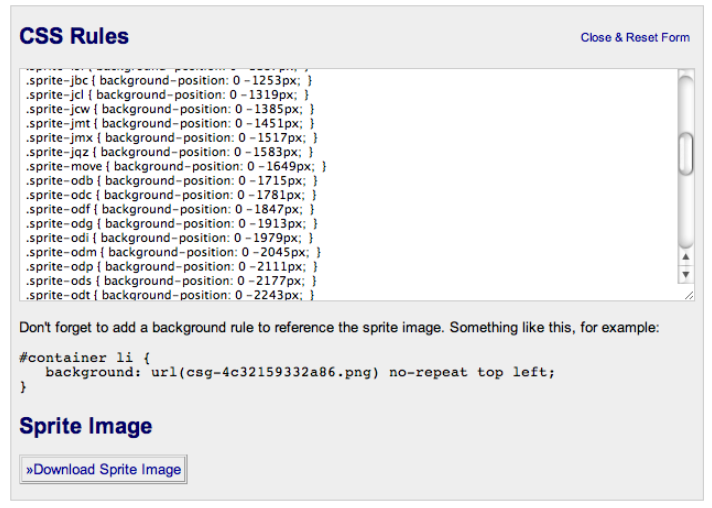 CSS Rules
Close & Reset Form
.sprite-jbc { background-position: 0 -1253px; }
.sprite-jcl { background-position: 0 -1319px; }
.sprite-jcw { background-position: 0 -1385px; }
.sprite-jmt { background-position: 0 -1451px; }
.sprite-jmx { background-position: 0 -1517px; }
.sprite-jqz { background-position: 0 -1583px; }
.sprite-move { background-position: 0 -1649px; }
.sprite-odb { background-position: 0 -1715px; }
.sprite-odc { background-position: 0 -1781px; }
.sprite-odf { background-position: 0 -1847px; }
.sprite-odg { background-position: 0 -1913px; }
.sprite-odi { background-position: 0 -1979px; }
.sprite-odm { background-position: 0 -2045px; }
.sprite-odp { background-position: 0 -2111px; }
.sprite-ods { background-position: 0 -2177px; }
.sprite-odt { background-position: 0 -2243px; }
Don't forget to add a background rule to reference the sprite image. Something like this, for example:
#container li {
background: url(csg-4c32159332a86.png) no-repeat top left;
}
Sprite Image
»Download Sprite Image